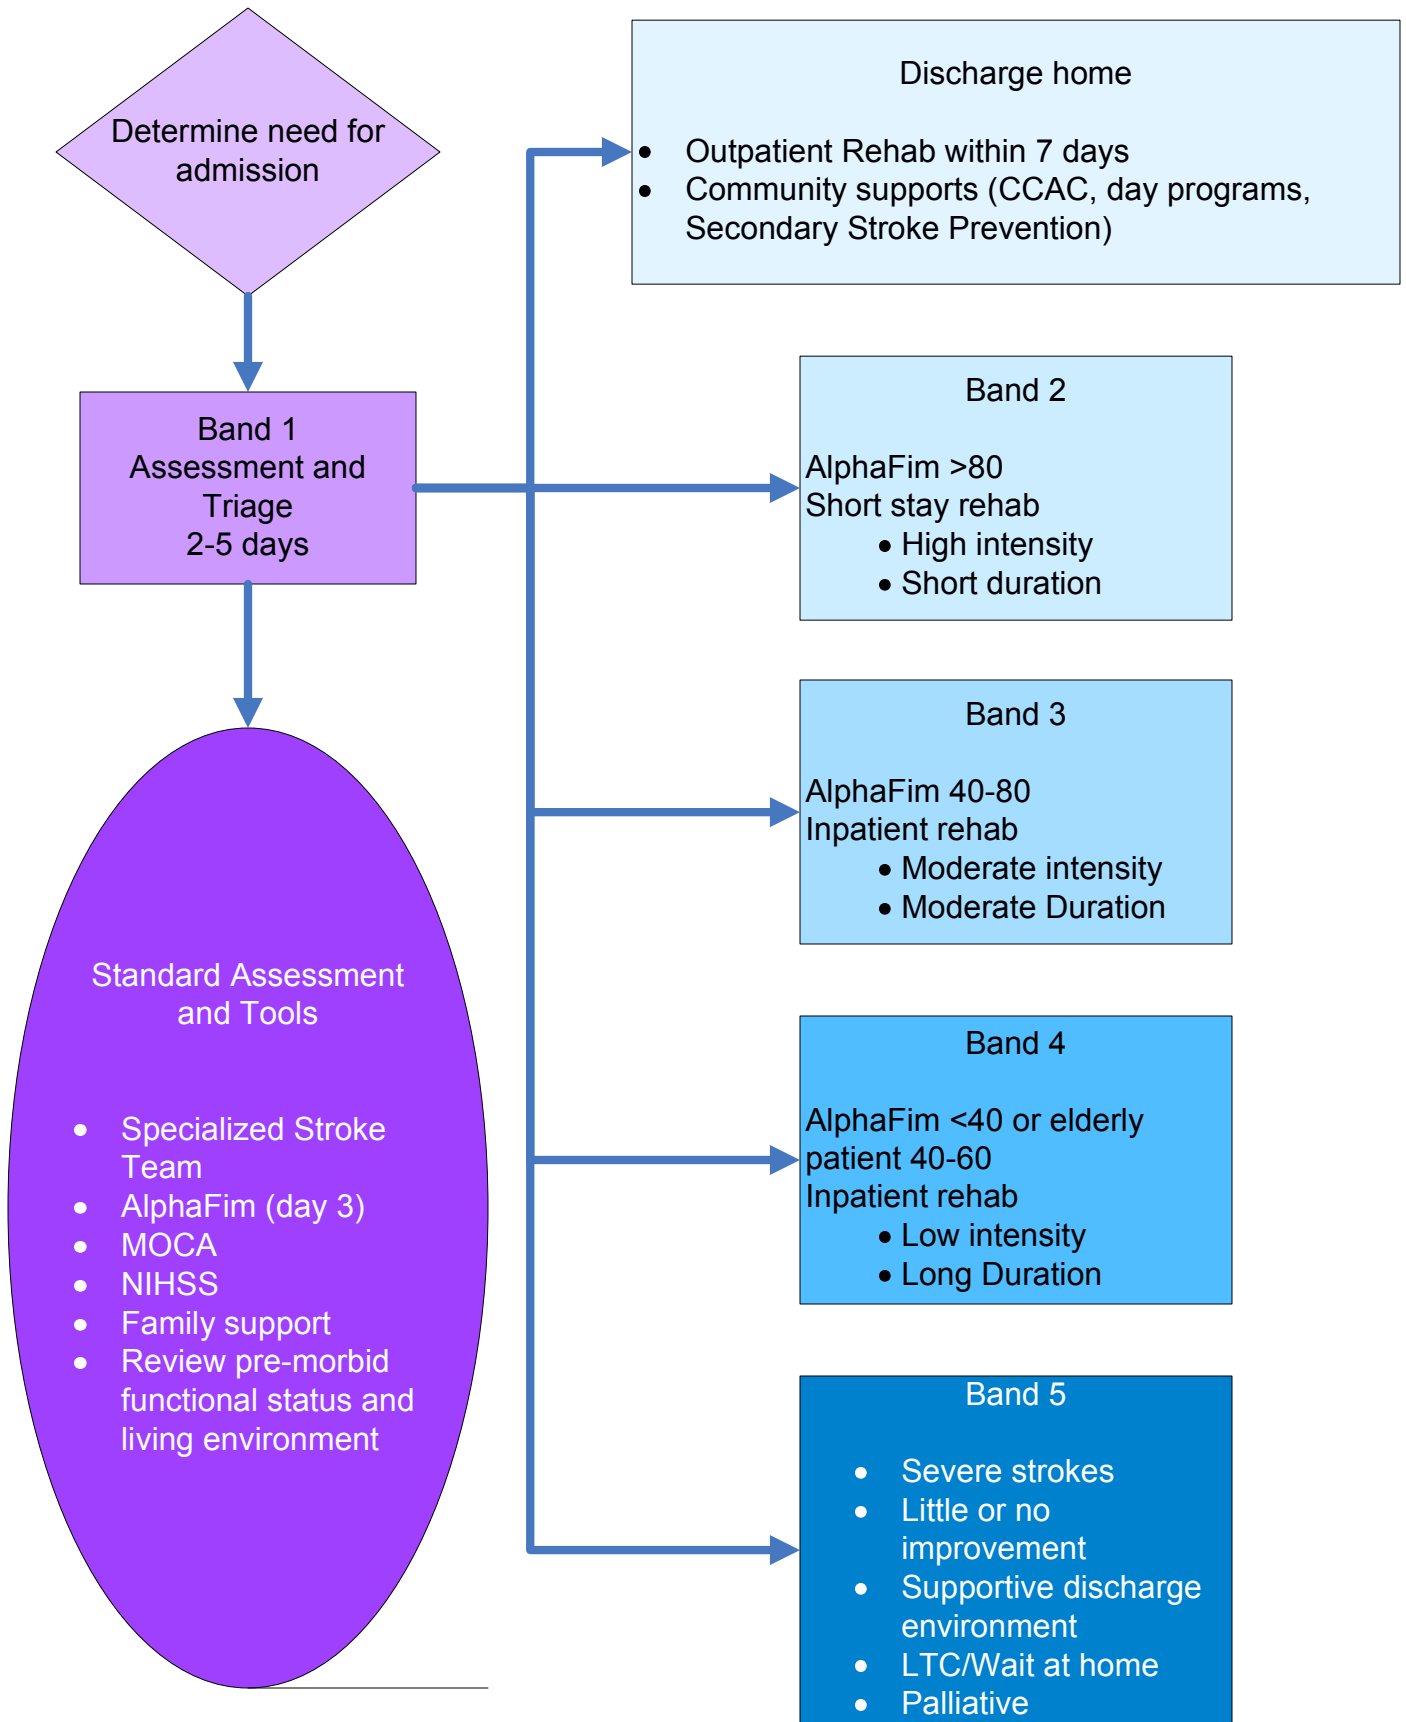 Determine need for
admission
Band 1
Assessment and
Triage
2-5 days
Standard Assessment
and Tools
• Specialized Stroke
Team
• AlphaFim (day 3)
• MOCA
• NIHSS
• Family support
• Review pre-morbid
functional status and
living environment
Discharge home
• Outpatient Rehab within 7 days
• Community supports (CCAC, day programs,
Secondary Stroke Prevention)
Band 2
AlphaFim >80
Short stay rehab
• High intensity
• Short duration
Band 3
AlphaFim 40-80
Inpatient rehab
• Moderate intensity
• Moderate Duration
Band 4
AlphaFim <40 or elderly
patient 40-60
Inpatient rehab
• Low intensity
• Long Duration
Band 5
• Severe strokes
• Little or no
improvement
• Supportive discharge
environment
• LTC/Wait at home
• Palliative